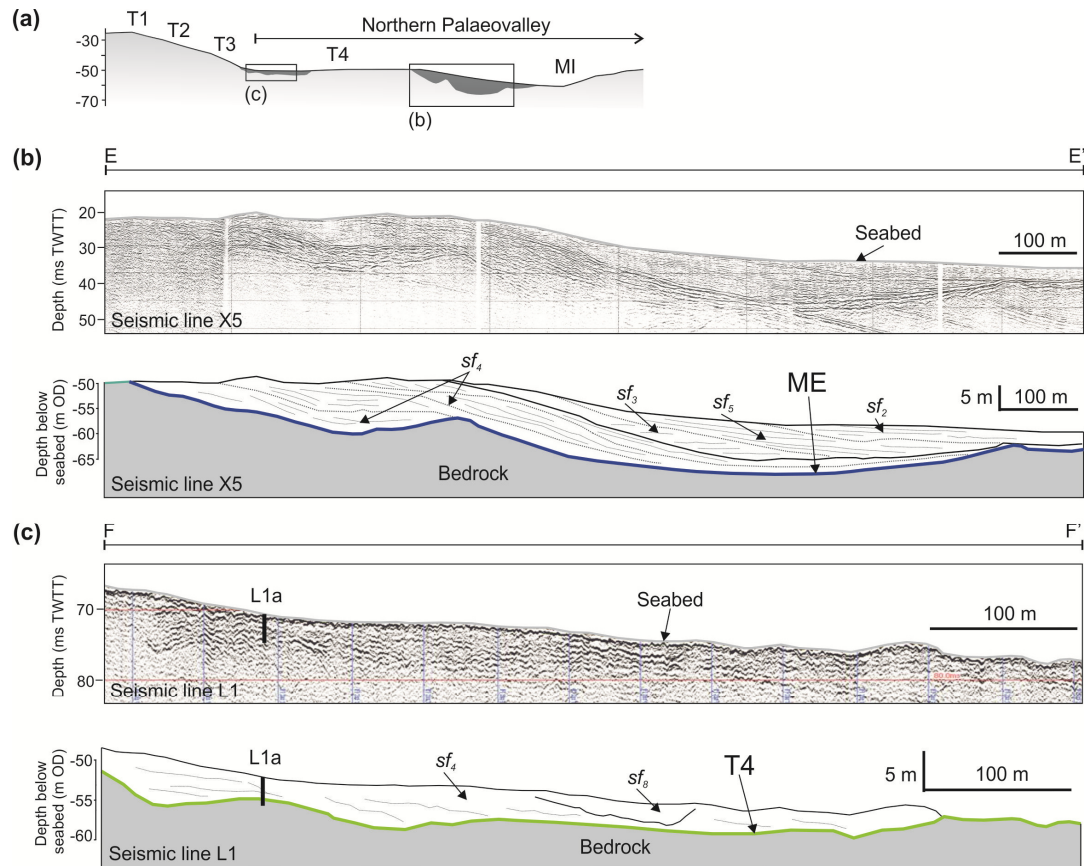 (a)
T1
T2
T3
T4
Northern Palaeovalley
MI
-30
-50
-70
(c)
(b)
(b)
E
E'
Depth (ms TWTT)
20
30
40
50
Seabed
100 m
Seismic line X5
Depth below
seabed (m OD)
-50
-55
-60
-65
sf4
sf3
sf5
ME
sf2
5 m
100 m
Bedrock
Seismic line X5
(c)
F
F'
Depth (ms TWTT)
70
80
L1a
Seabed
100 m
80.0ms
Seismic line L1
Depth below
seabed (m OD)
-50
-55
-60
L1a
sf4
sf8
T4
5 m
100 m
Bedrock
Seismic line L1